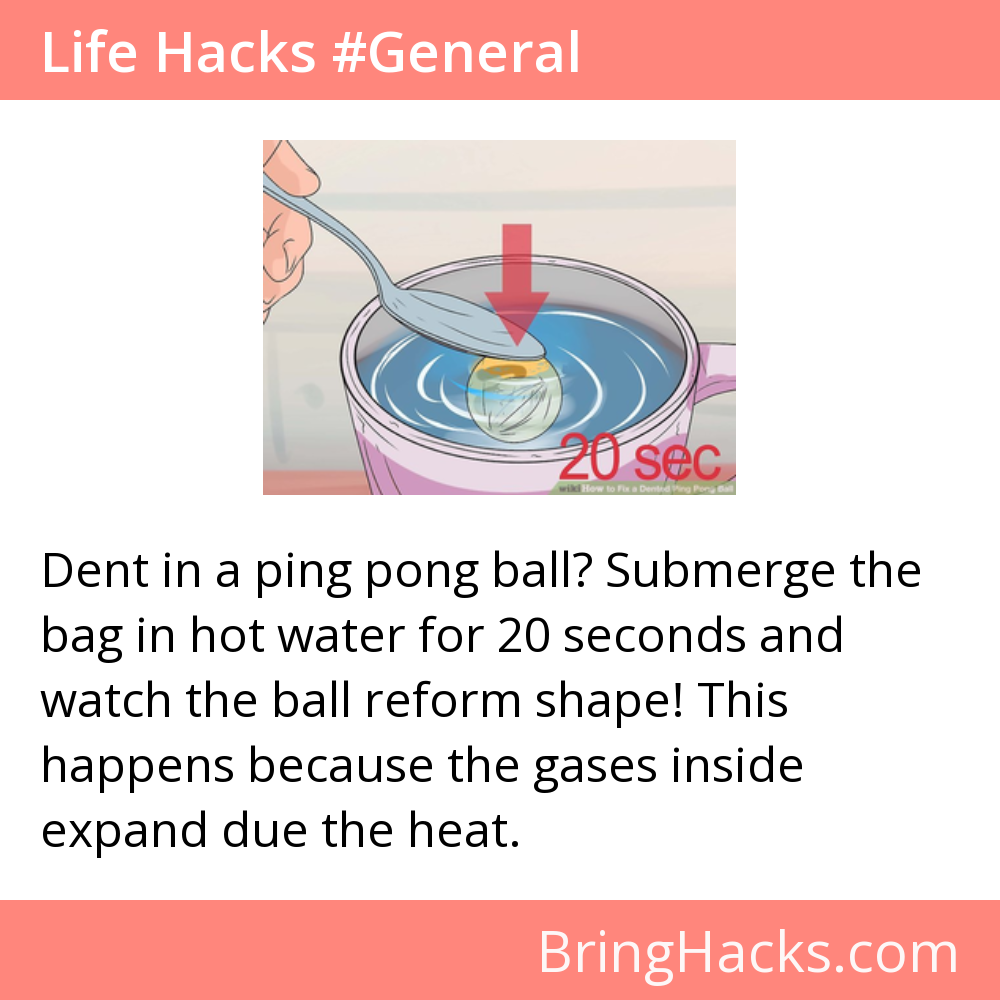 Life Hacks #General
20 sec
wikiHow to Fix a Dented Ping Pong Ball
Dent in a ping pong ball? Submerge the
bag in hot water for 20 seconds and
watch the ball reform shape! This
happens because the gases inside
expand due the heat.
BringHacks.com